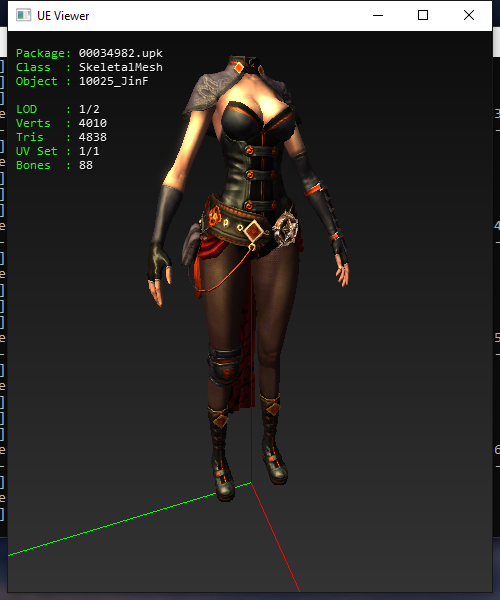 UE Viewer
Package: 00034982.upk
Class  : SkeletalMesh
Object : 10025_JinF
LOD    : 1/2
Verts  : 4010
Tris   : 4838
UV Set : 1/1
Bones  : 88